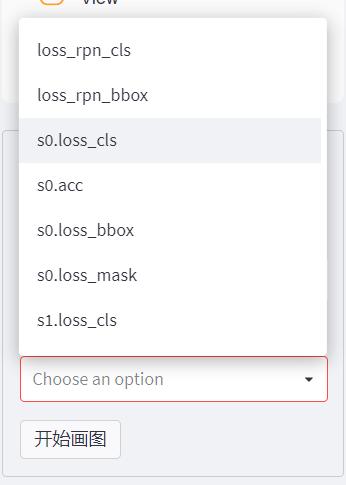 View
loss_rpn_cls
loss_rpn_bbox
s0.loss_cls
s0.acc
s0.loss_bbox
s0.loss_mask
s1.loss_cls
Choose an option
开始画图